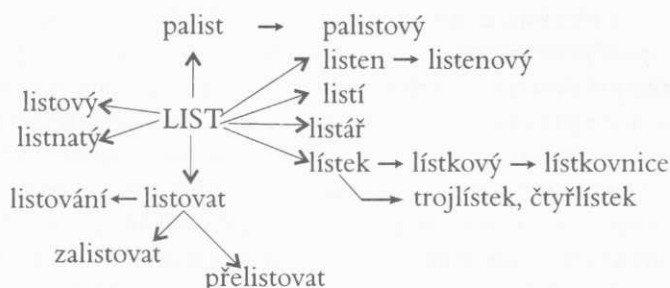 palist → palistový
listen → listenový
listový listí
LIST
listnatý listář
lístek → lístkový → lístkovnice
listování ← listovat trojlístek, čtyřlístek
zalistovat
přelistovat